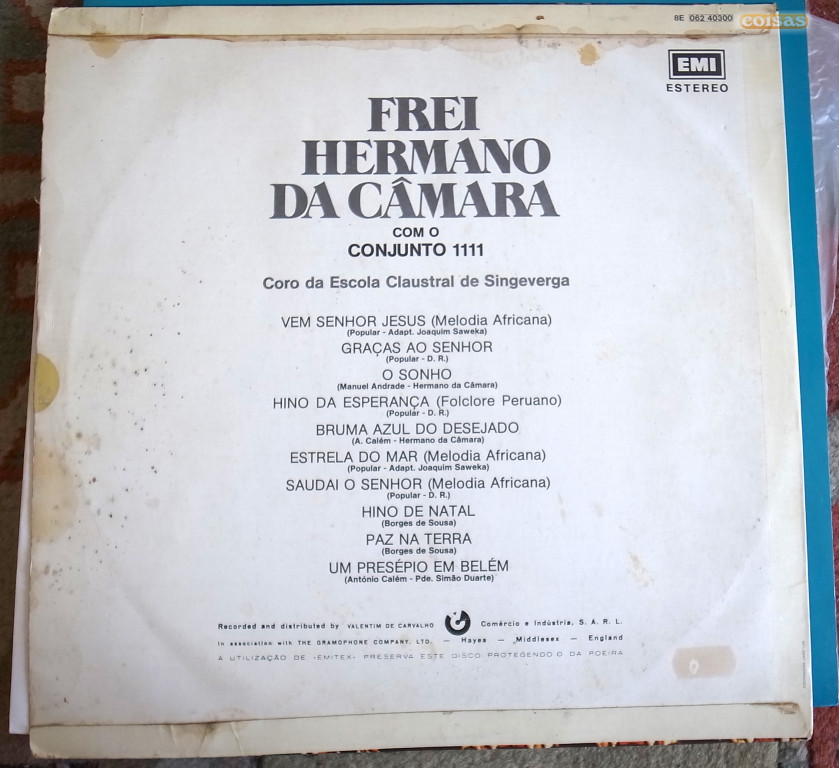 8E 062 40300
coisas
EMI
ESTEREO
FREI
HERMANO
DA CÂMARA
COM O
CONJUNTO 1111
Coro da Escola Claustral de Singeverga
VEM SENHOR JESUS (Melodia Africana)
(Popular - Adapt. Joaquim Saweka)
GRAÇAS AO SENHOR
(Popular - D. R.)
O SONHO
(Manuel Andrade - Hermano da Câmara)
HINO DA ESPERANÇA (Folclore Peruano)
(Popular - D. R.)
BRUMA AZUL DO DESEJADO
(A. Calém - Hermano da Câmara)
ESTRELA DO MAR (Melodia Africana)
(Popular - Adapt. Joaquim Saweka)
SAUDAI O SENHOR (Melodia Africana)
(Popular - D. R.)
HINO DE NATAL
(Borges de Sousa)
PAZ NA TERRA
(Borges de Sousa)
UM PRESÉPIO EM BELÉM
(António Calém - Pde. Simão Duarte)
Recorded and distributed by VALENTIM DE CARVALHO Comércio e Indústria, S. A. R. L.
In association with THE GRAMOPHONE COMPANY. LTD. — Hayes — Middlesex — England
A UTILIZAÇÃO DE «EMITEX» PRESERVA ESTE DISCO PROTEGENDO O DA POEIRA